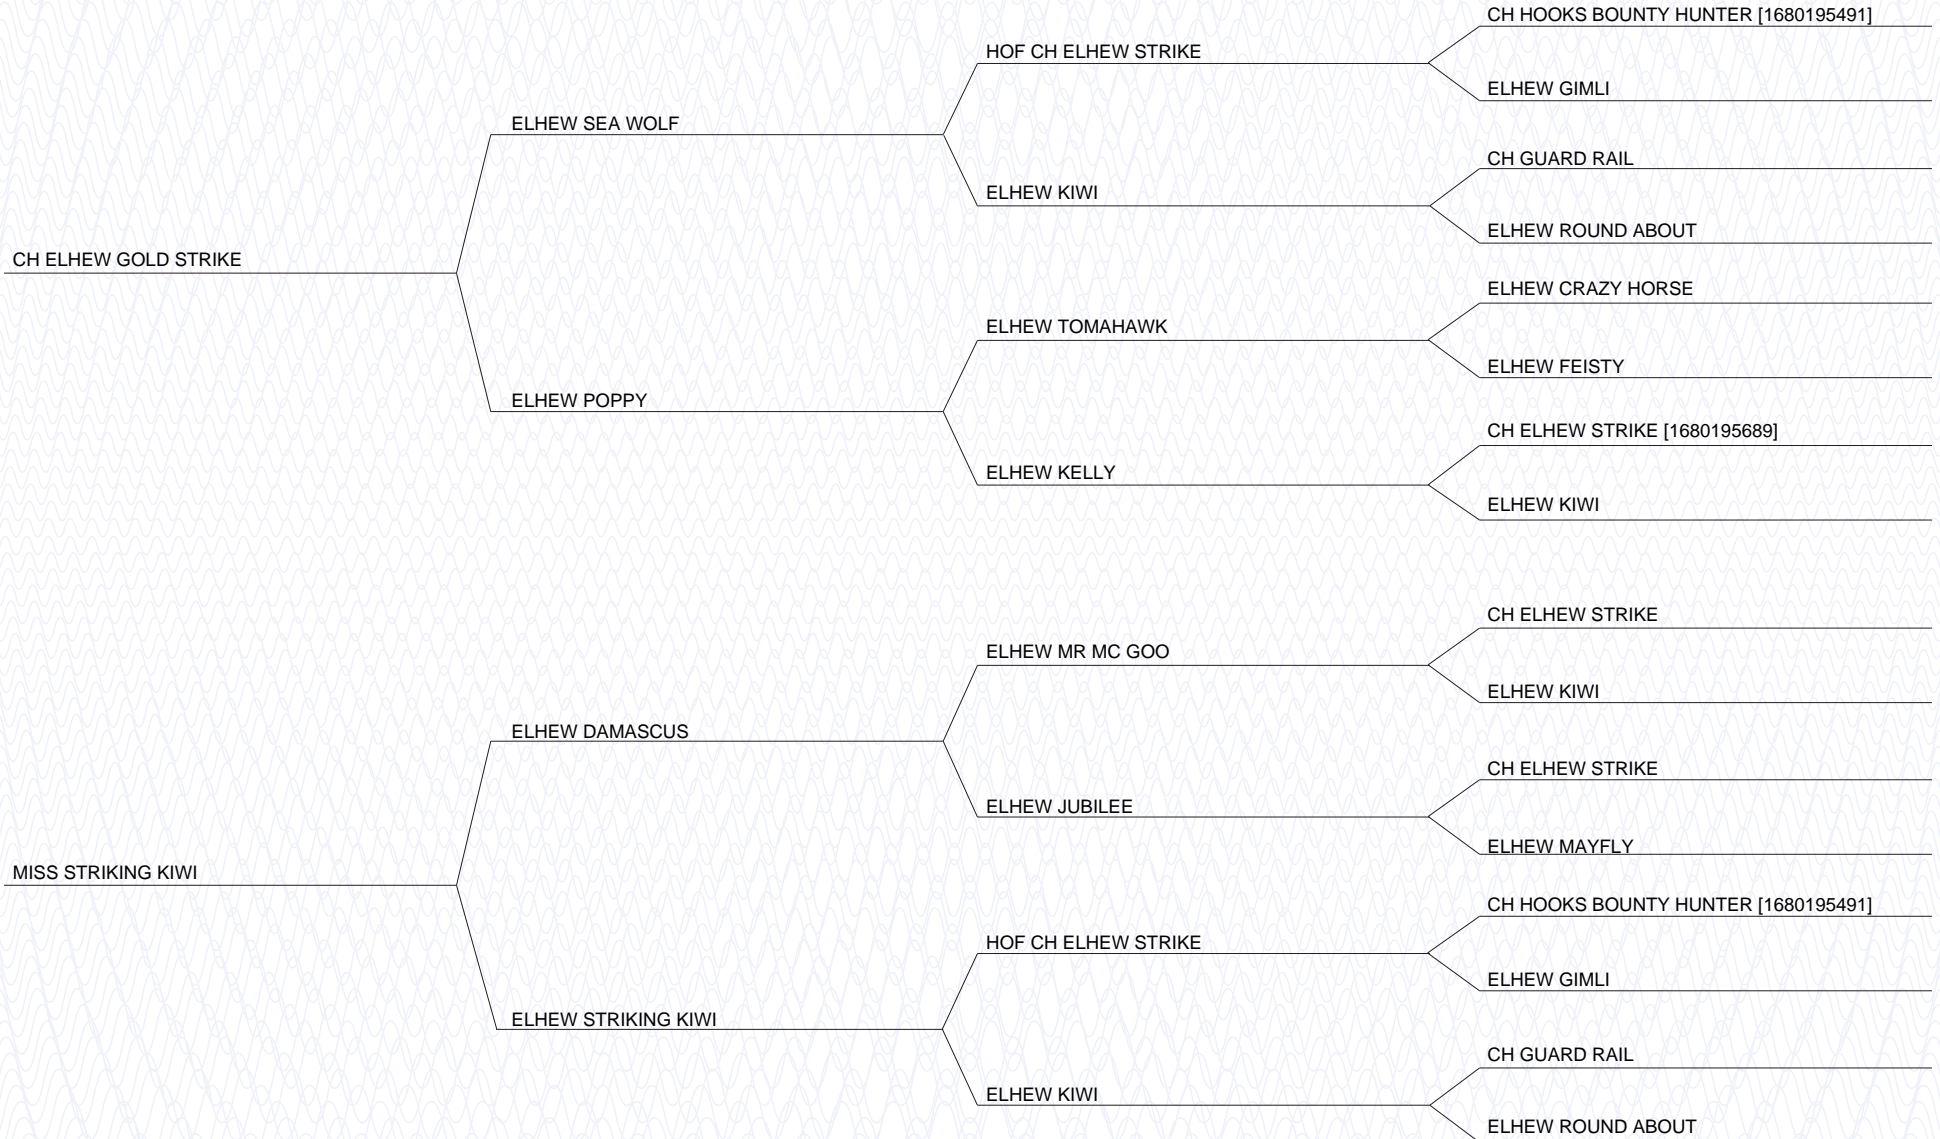 CH HOOKS BOUNTY HUNTER [1680195491]
HOF CH ELHEW STRIKE
ELHEW GIMLI
ELHEW SEA WOLF
CH GUARD RAIL
ELHEW KIWI
ELHEW ROUND ABOUT
CH ELHEW GOLD STRIKE
ELHEW CRAZY HORSE
ELHEW TOMAHAWK
ELHEW FEISTY
ELHEW POPPY
CH ELHEW STRIKE [1680195689]
ELHEW KELLY
ELHEW KIWI
CH ELHEW STRIKE
ELHEW MR MC GOO
ELHEW KIWI
ELHEW DAMASCUS
CH ELHEW STRIKE
ELHEW JUBILEE
ELHEW MAYFLY
MISS STRIKING KIWI
CH HOOKS BOUNTY HUNTER [1680195491]
HOF CH ELHEW STRIKE
ELHEW GIMLI
ELHEW STRIKING KIWI
CH GUARD RAIL
ELHEW KIWI
ELHEW ROUND ABOUT